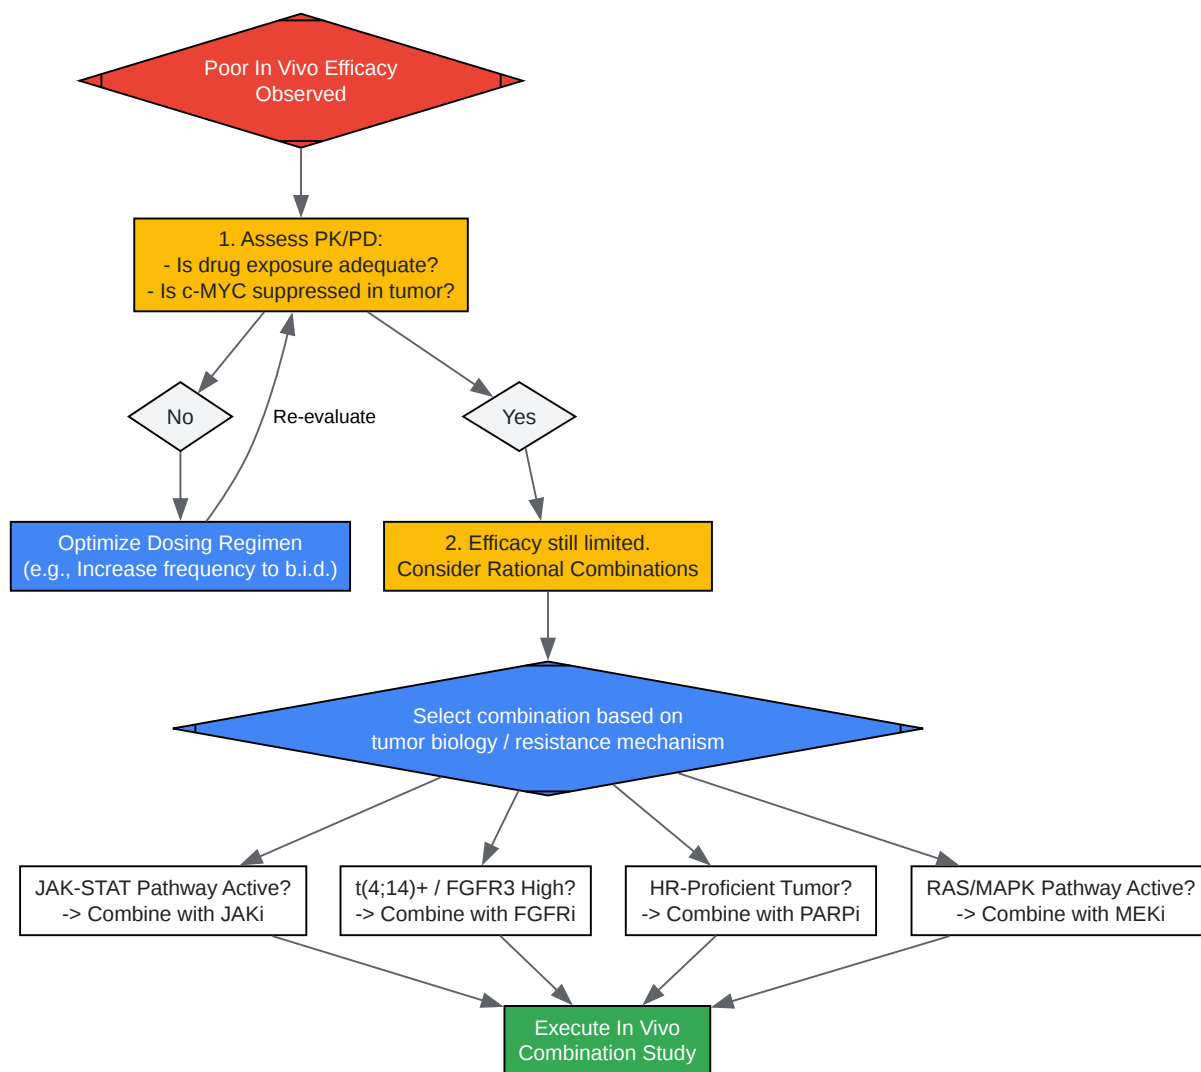 Poor In Vivo Efficacy
Observed
1. Assess PK/PD:
- Is drug exposure adequate?
- Is c-MYC suppressed in tumor?
No
Re-evaluate
Yes
Optimize Dosing Regimen
(e.g., Increase frequency to b.i.d.)
2. Efficacy still limited.
Consider Rational Combinations
Select combination based on
tumor biology / resistance mechanism
JAK-STAT Pathway Active?
-> Combine with JAKi
t(4;14)+ / FGFR3 High?
-> Combine with FGFRi
HR-Proficient Tumor?
-> Combine with PARPi
RAS/MAPK Pathway Active?
-> Combine with MEKi
Execute In Vivo
Combination Study